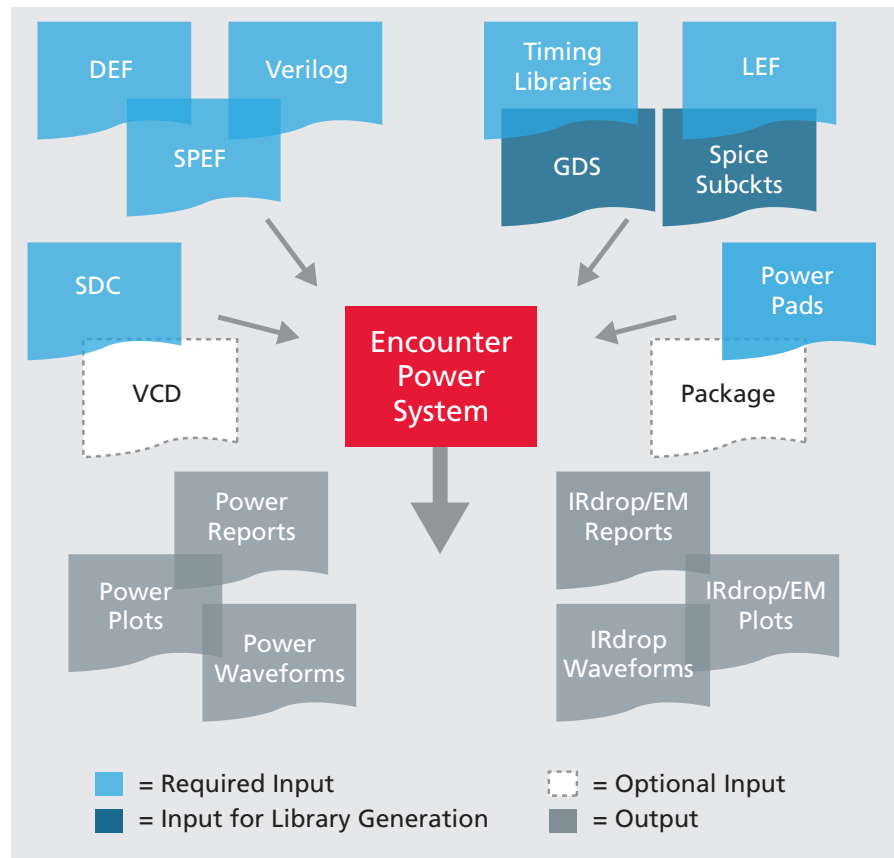 DEF
Verilog
SPEF
Timing
Libraries
LEF
GDS
Spice
Subckts
SDC
VCD
Encounter
Power
System
Power
Pads
Package
Power
Reports
Power
Plots
Power
Waveforms
IRdrop/EM
Reports
IRdrop/EM
Plots
IRdrop
Waveforms
= Required Input
= Input for Library Generation
= Optional Input
= Output